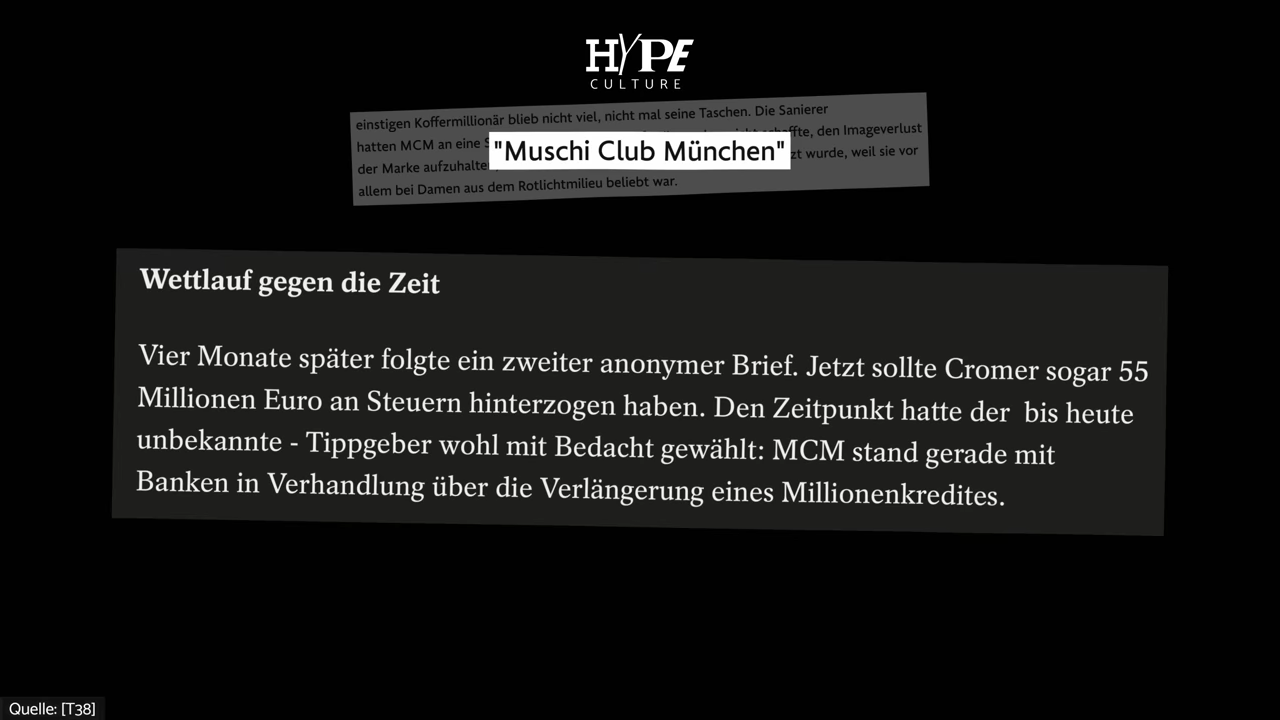 HYPE
CULTURE
einstigen Koffermillionär blieb nicht viel, nicht mal seine Taschen. Die Sanierer
hatten MCM an eine den Imageverlust
"Muschi Club München"
der Marke aufzuhalten wurde, weil sie vor
allem bei Damen aus dem Rotlichtmilieu beliebt war.
Wettlauf gegen die Zeit
Vier Monate später folgte ein zweiter anonymer Brief. Jetzt sollte Cromer sogar 55
Millionen Euro an Steuern hinterzogen haben. Den Zeitpunkt hatte der bis heute
unbekannte - Tippgeber wohl mit Bedacht gewählt: MCM stand gerade mit
Banken in Verhandlung über die Verlängerung eines Millionenkredites.
Quelle: [T38]